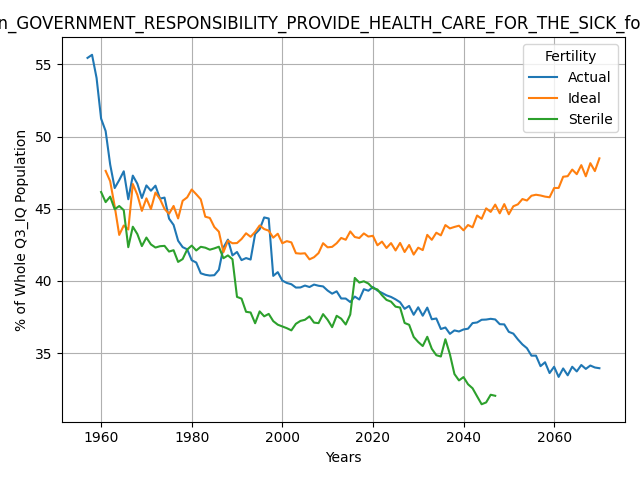 n_GOVERNMENT_RESPONSIBILITY_PROVIDE_HEALTH_CARE_FOR_THE_SICK_fo
Fertility
Actual
Ideal
Sterile
% of Whole Q3_IQ Population
55
50
45
40
35
1960 1980 2000 2020 2040 2060
Years